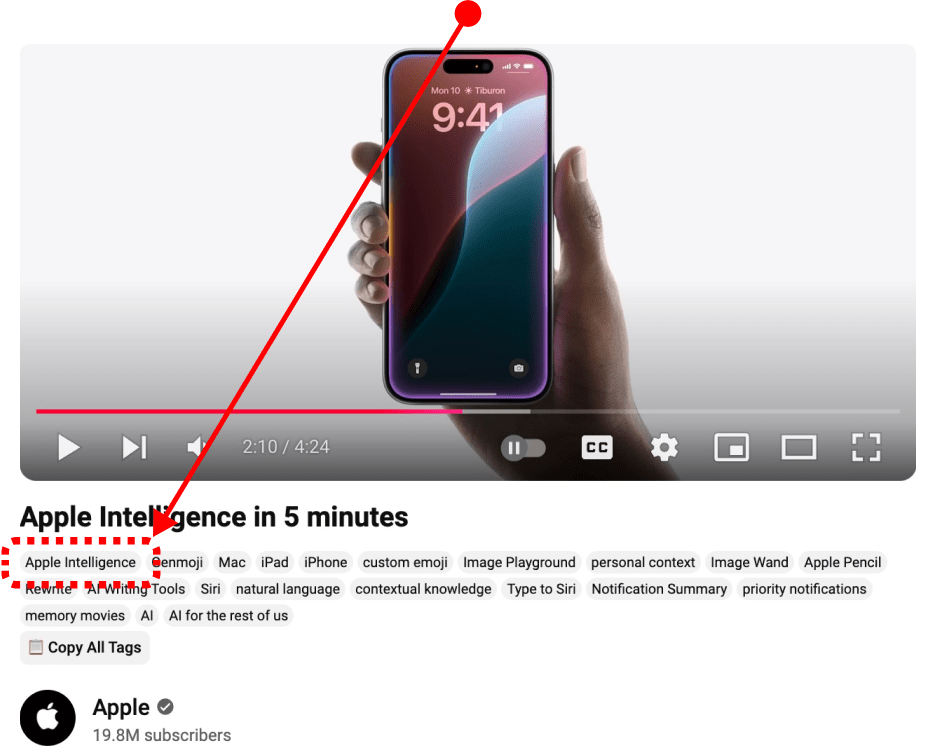 Mon 10 ☀ Tiburon
9:41
2:10 / 4:24
CC
Apple Intelligence in 5 minutes
Apple Intelligence Genmoji Mac iPad iPhone custom emoji Image Playground personal context Image Wand Apple Pencil
Rewrite AI Writing Tools Siri natural language contextual knowledge Type to Siri Notification Summary priority notifications
memory movies AI AI for the rest of us
📋 Copy All Tags
Apple
19.8M subscribers